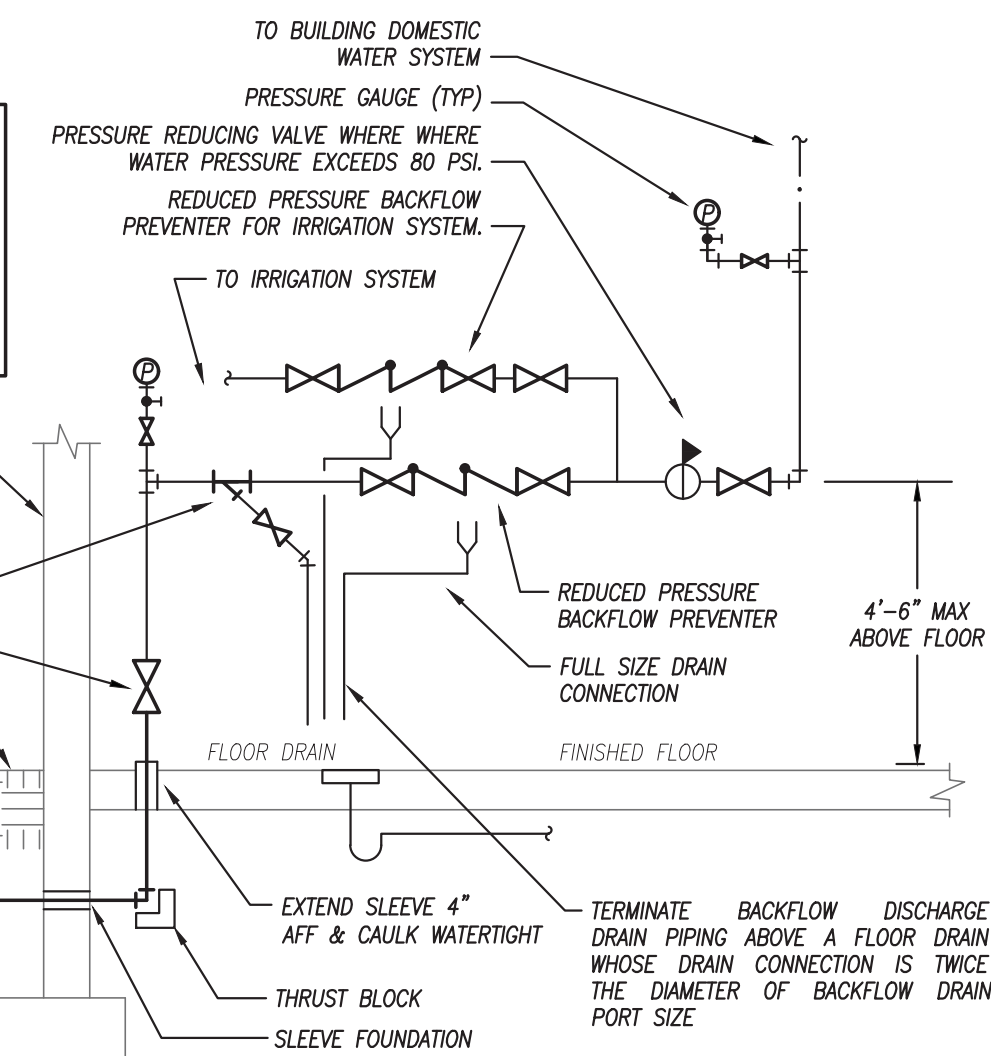 TO BUILDING DOMESTIC
WATER SYSTEM
PRESSURE GAUGE (TYP)
PRESSURE REDUCING VALVE WHERE WHERE
WATER PRESSURE EXCEEDS 80 PSI.
REDUCED PRESSURE BACKFLOW
PREVENTER FOR IRRIGATION SYSTEM.
TO IRRIGATION SYSTEM
P
P
REDUCED PRESSURE
BACKFLOW PREVENTER
4'-6" MAX
ABOVE FLOOR
FULL SIZE DRAIN
CONNECTION
FLOOR DRAIN
FINISHED FLOOR
EXTEND SLEEVE 4"
AFF & CAULK WATERTIGHT
TERMINATE BACKFLOW DISCHARGE
DRAIN PIPING ABOVE A FLOOR DRAIN
WHOSE DRAIN CONNECTION IS TWICE
THE DIAMETER OF BACKFLOW DRAIN
PORT SIZE
THRUST BLOCK
SLEEVE FOUNDATION